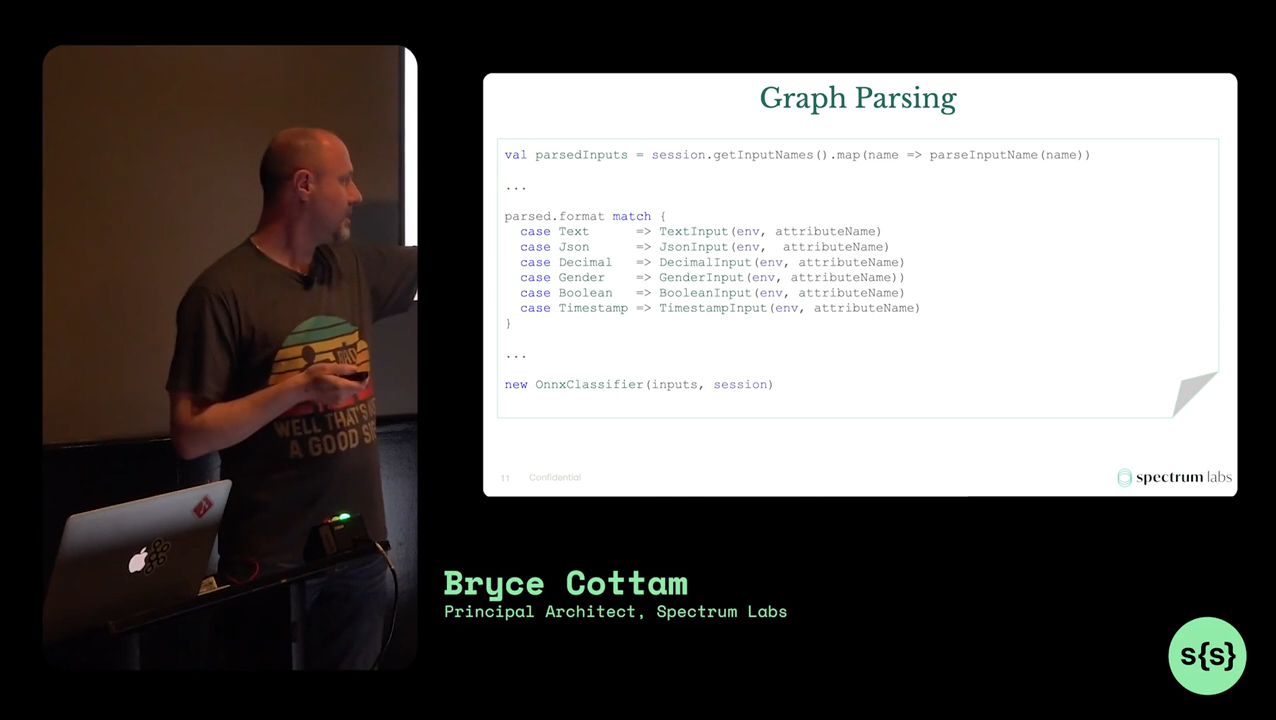 Graph Parsing
val parsedInputs = session.getInputNames().map(name => parseInputName(name))
...
parsed.format match {
case Text => TextInput(env, attributeName)
case Json => JsonInput(env, attributeName)
case Decimal => DecimalInput(env, attributeName)
case Gender => GenderInput(env, attributeName))
case Boolean => BooleanInput(env, attributeName)
case Timestamp => TimestampInput(env, attributeName)
}
...
new OnnxClassifier(inputs, session)
11 Confidential
spectrum labs
WELL THAT'S
A GOOD
Bryce Cottam
Principal Architect, Spectrum Labs
s{s}